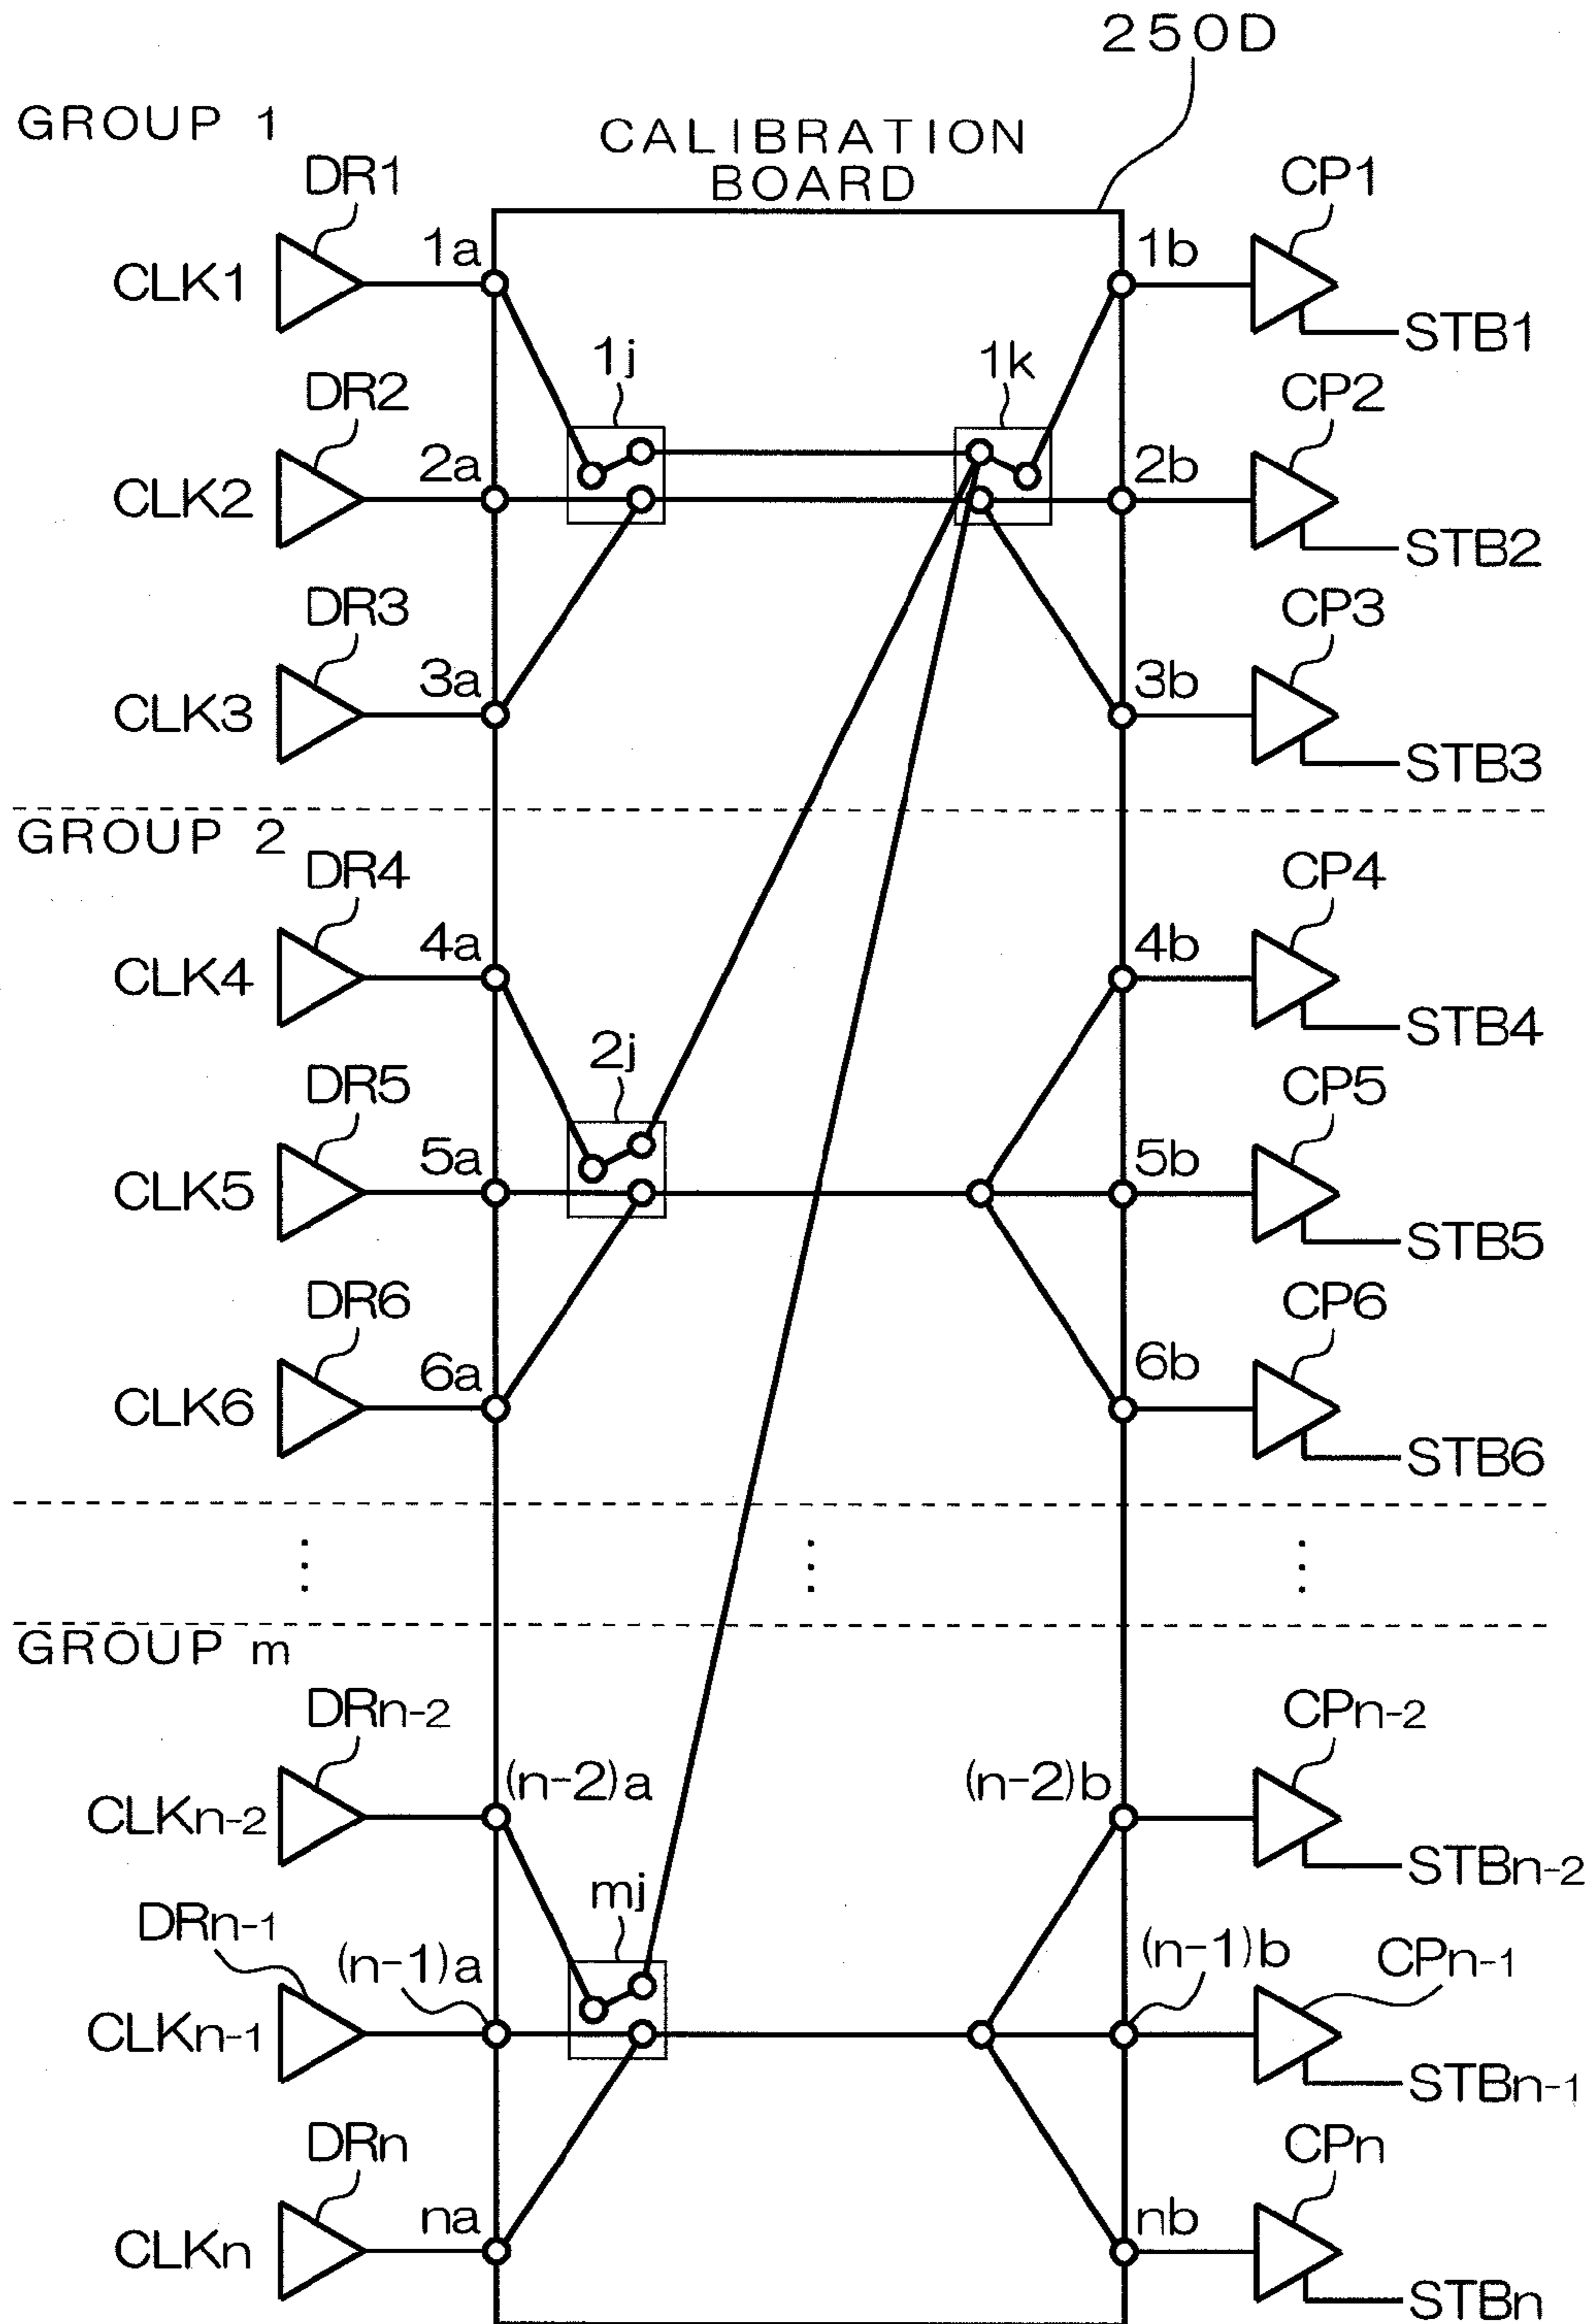 250D
GROUP 1
CALIBRATION
BOARD
DR1
CP1
1a
1b
CLK1
STB1
1j
1k
DR2
CP2
2a
2b
CLK2
STB2
DR3
CP3
3a
3b
CLK3
STB3
GROUP 2
DR4
CP4
4a
4b
CLK4
STB4
2j
DR5
CP5
5a
5b
CLK5
STB5
DR6
CP6
6a
6b
CLK6
STB6
GROUP m
DRn-2
CPn-2
(n-2)a
(n-2)b
CLKn-2
STBn-2
mj
DRn-1
(n-1)a
(n-1)b
CPn-1
CLKn-1
STBn-1
DRn
CPn
na
nb
CLKn
STBn